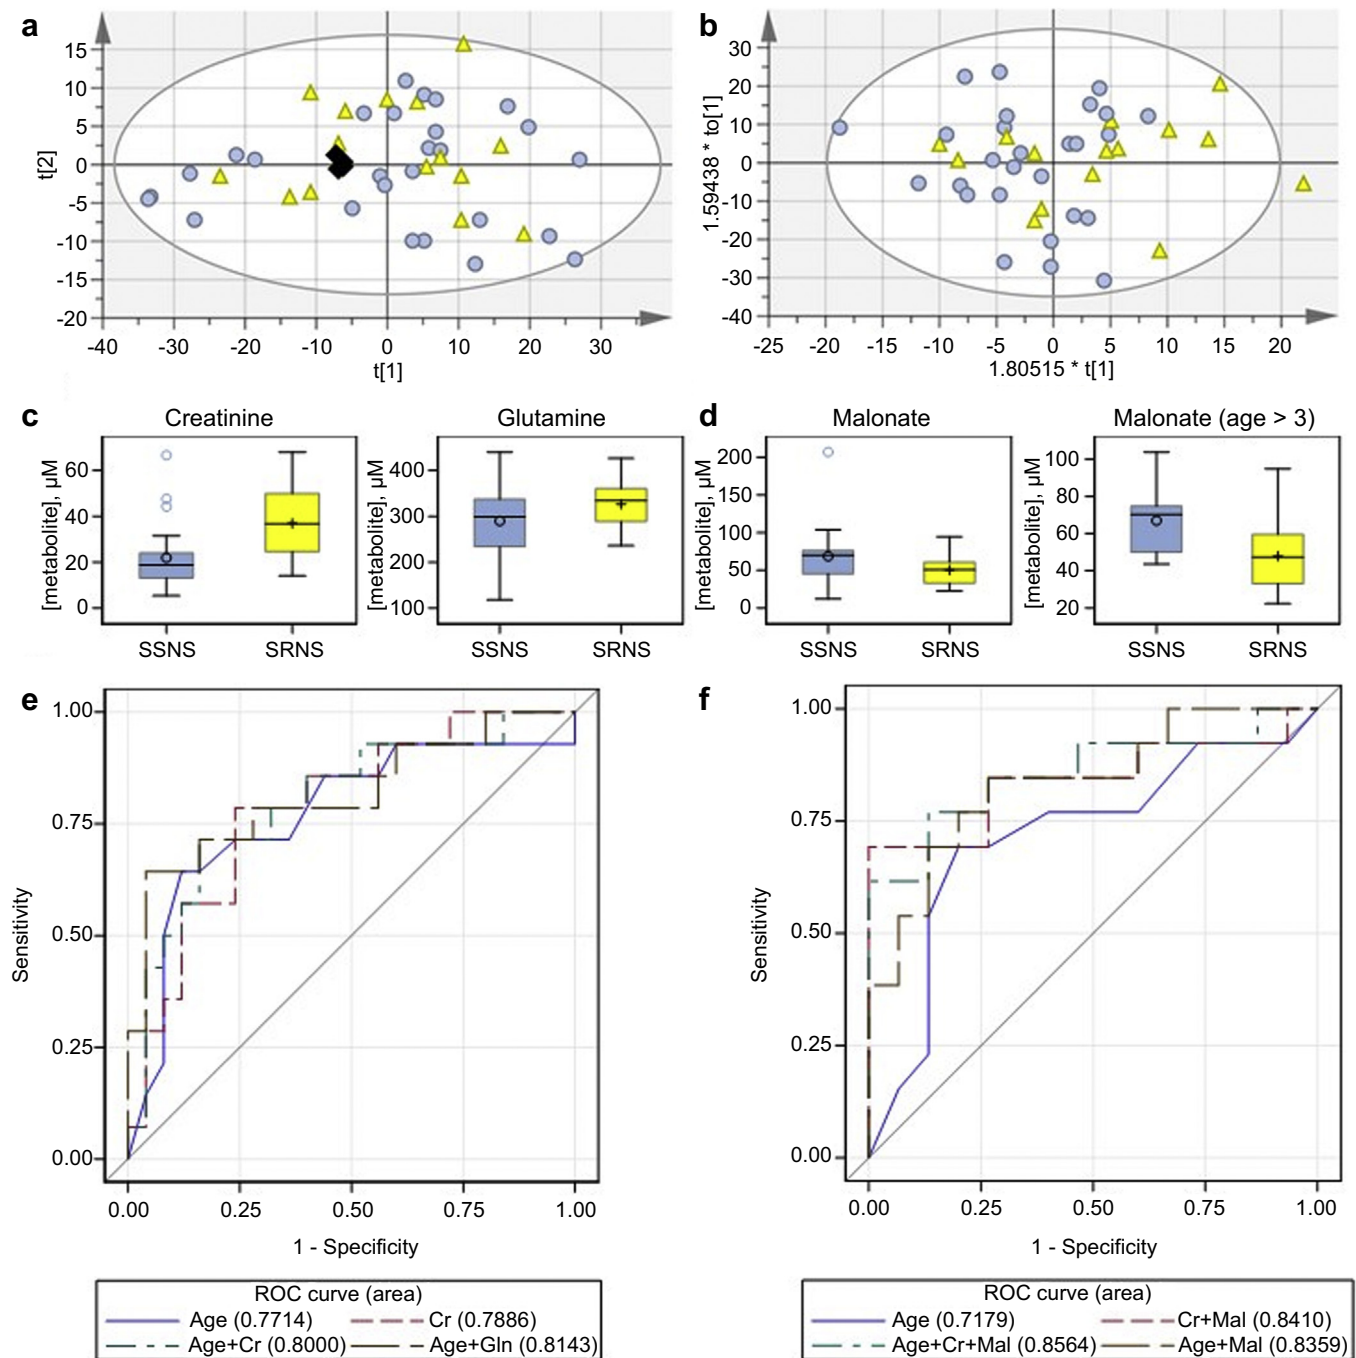 a
15
10
5
0
-5
-10
-15
-20
t[2]
-40 -30 -20 -10 0 10 20 30
t[1]
b
30
20
10
0
-10
-20
-30
-40
1.59438 * to[1]
-25 -20 -15 -10 -5 0 5 10 15 20
1.80515 * t[1]
c
Creatinine
[metabolite], µM
60
40
20
0
SSNS SRNS
Glutamine
[metabolite], µM
400
300
200
100
SSNS SRNS
d
Malonate
[metabolite], µM
200
150
100
50
0
SSNS SRNS
Malonate (age > 3)
[metabolite], µM
100
80
60
40
20
SSNS SRNS
e
1.00
0.75
0.50
0.25
0.00
Sensitivity
0.00 0.25 0.50 0.75 1.00
1 - Specificity
ROC curve (area)
Age (0.7714) Cr (0.7886)
Age+Cr (0.8000) Age+Gln (0.8143)
f
1.00
0.75
0.50
0.25
0.00
Sensitivity
0.00 0.25 0.50 0.75 1.00
1 - Specificity
ROC curve (area)
Age (0.7179) Cr+Mal (0.8410)
Age+Cr+Mal (0.8564) Age+Mal (0.8359)